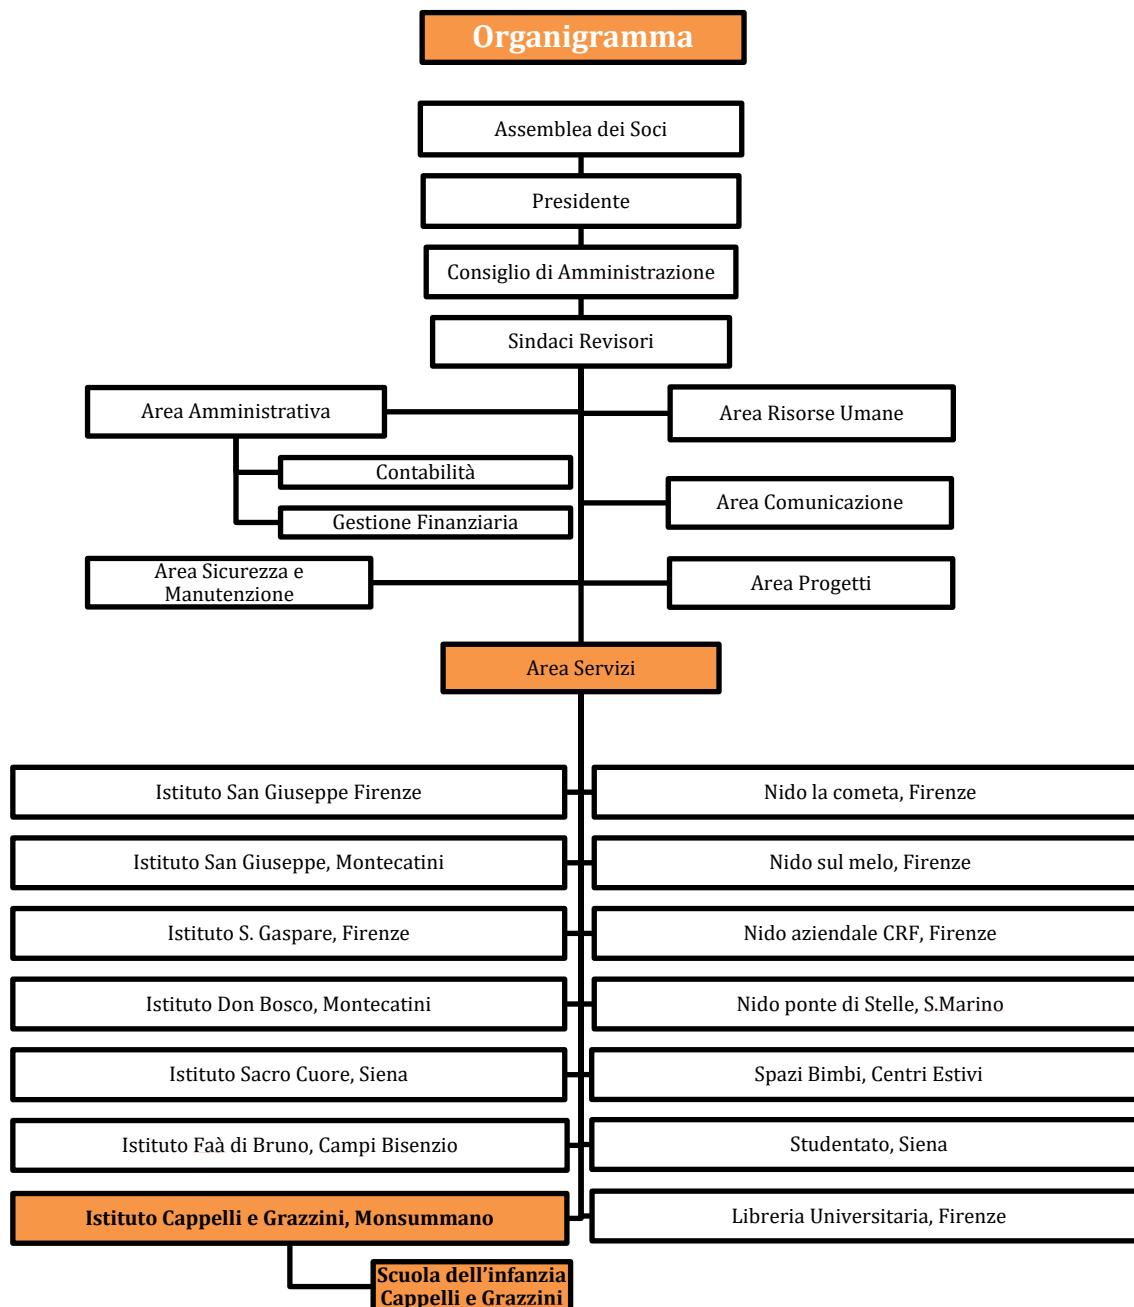 Organigramma
Assemblea dei Soci
Presidente
Consiglio di Amministrazione
Sindaci Revisori
Area Amministrativa
Area Risorse Umane
Contabilità
Area Comunicazione
Gestione Finanziaria
Area Sicurezza e
Manutenzione
Area Progetti
Area Servizi
Istituto San Giuseppe Firenze
Nido la cometa, Firenze
Istituto San Giuseppe, Montecatini
Nido sul melo, Firenze
Istituto S. Gaspare, Firenze
Nido aziendale CRF, Firenze
Istituto Don Bosco, Montecatini
Nido ponte di Stelle, S.Marino
Istituto Sacro Cuore, Siena
Spazi Bimbi, Centri Estivi
Istituto Faà di Bruno, Campi Bisenzio
Studentato, Siena
Istituto Cappelli e Grazzini, Monsummano
Libreria Universitaria, Firenze
Scuola dell'infanzia
Cappelli e Grazzini